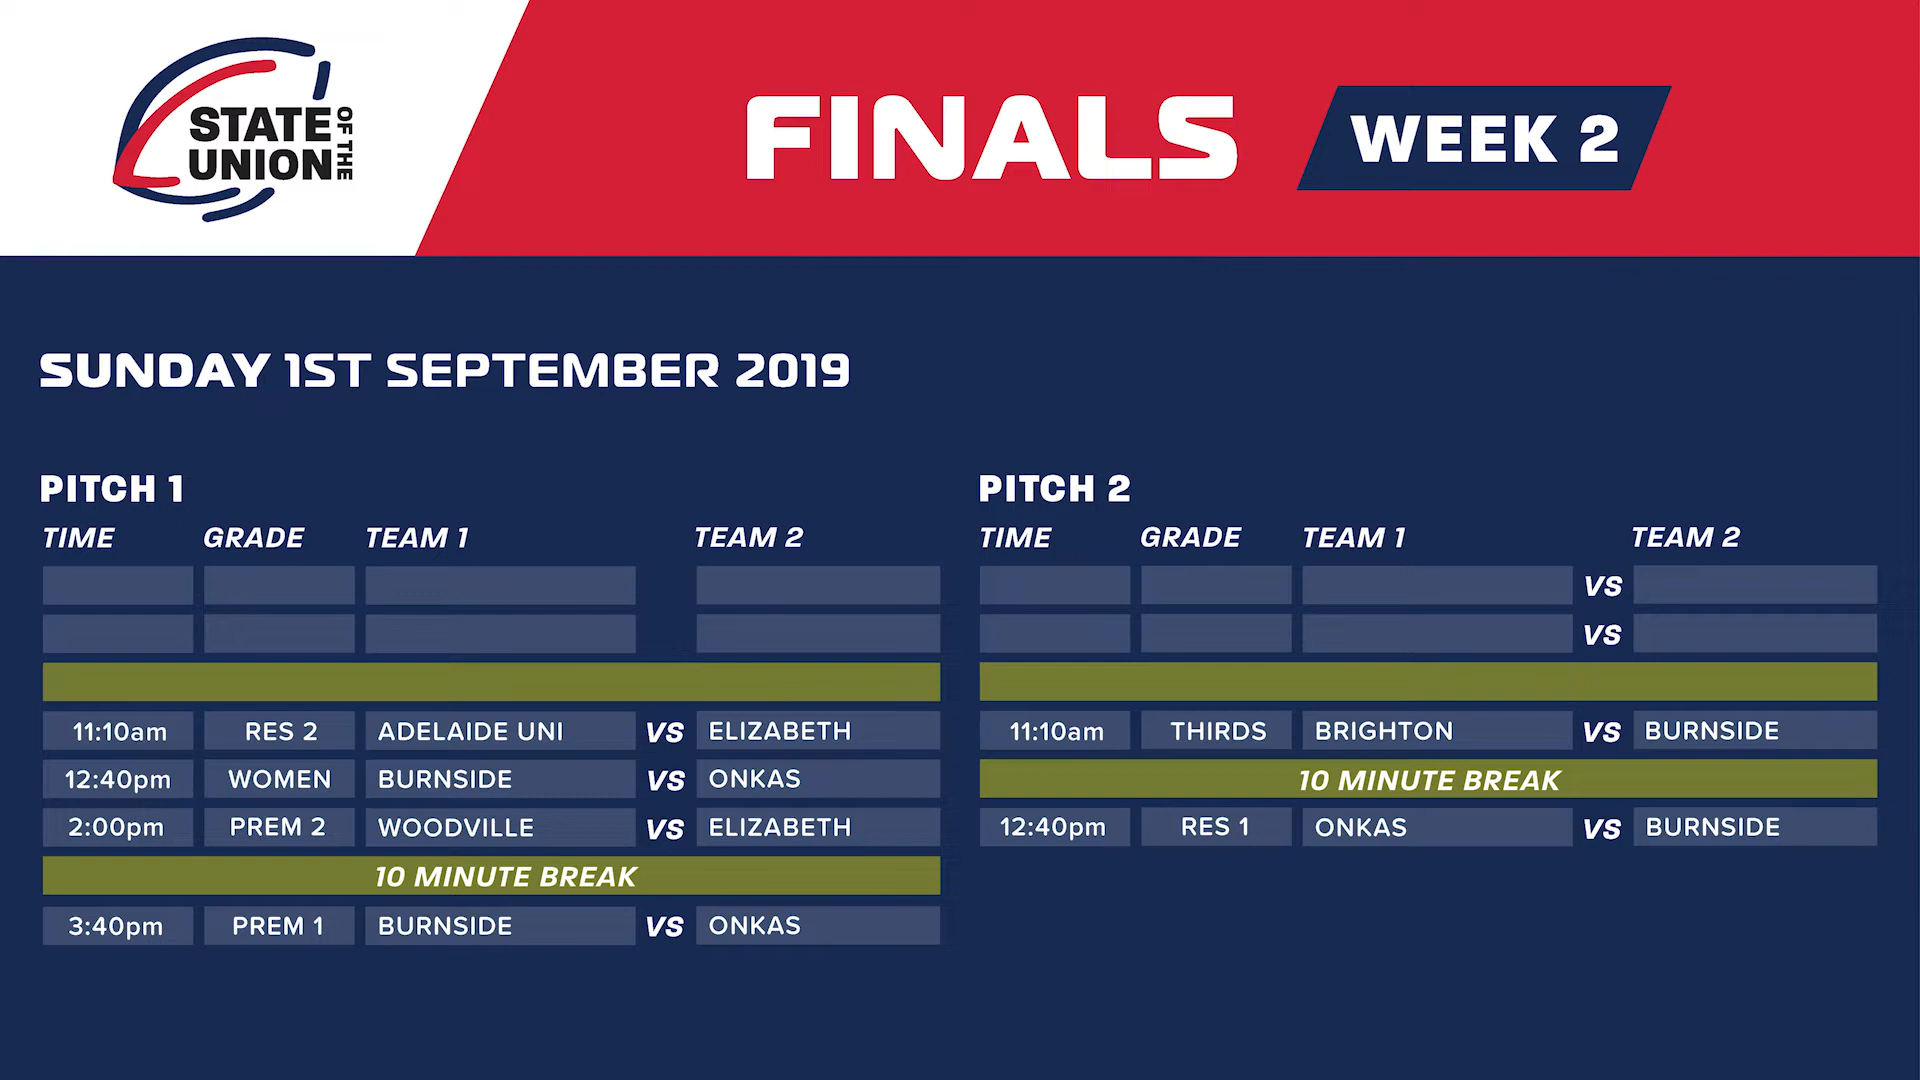 STATE OF THE
UNION
FINALS WEEK 2
SUNDAY 1ST SEPTEMBER 2019
PITCH 1
TIME GRADE TEAM 1 TEAM 2
11:10am RES 2 ADELAIDE UNI VS ELIZABETH
12:40pm WOMEN BURNSIDE VS ONKAS
2:00pm PREM 2 WOODVILLE VS ELIZABETH
10 MINUTE BREAK
3:40pm PREM 1 BURNSIDE VS ONKAS
PITCH 2
TIME GRADE TEAM 1 TEAM 2
VS
VS
11:10am THIRDS BRIGHTON VS BURNSIDE
10 MINUTE BREAK
12:40pm RES 1 ONKAS VS BURNSIDE